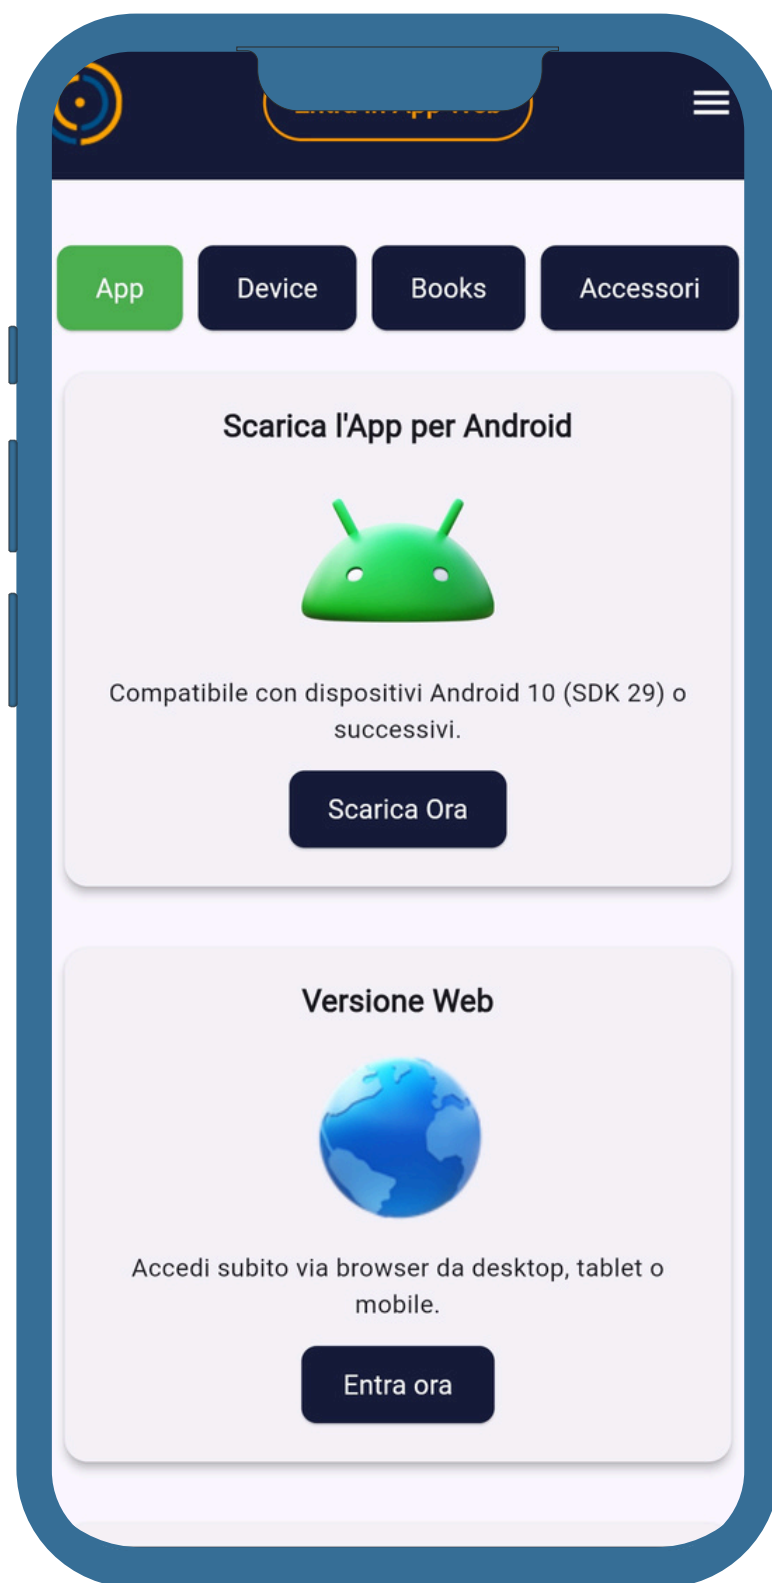 App
Device
Books
Accessori
Scarica l'App per Android
Compatibile con dispositivi Android 10 (SDK 29) o
successivi.
Scarica Ora
Versione Web
Accedi subito via browser da desktop, tablet o
mobile.
Entra ora